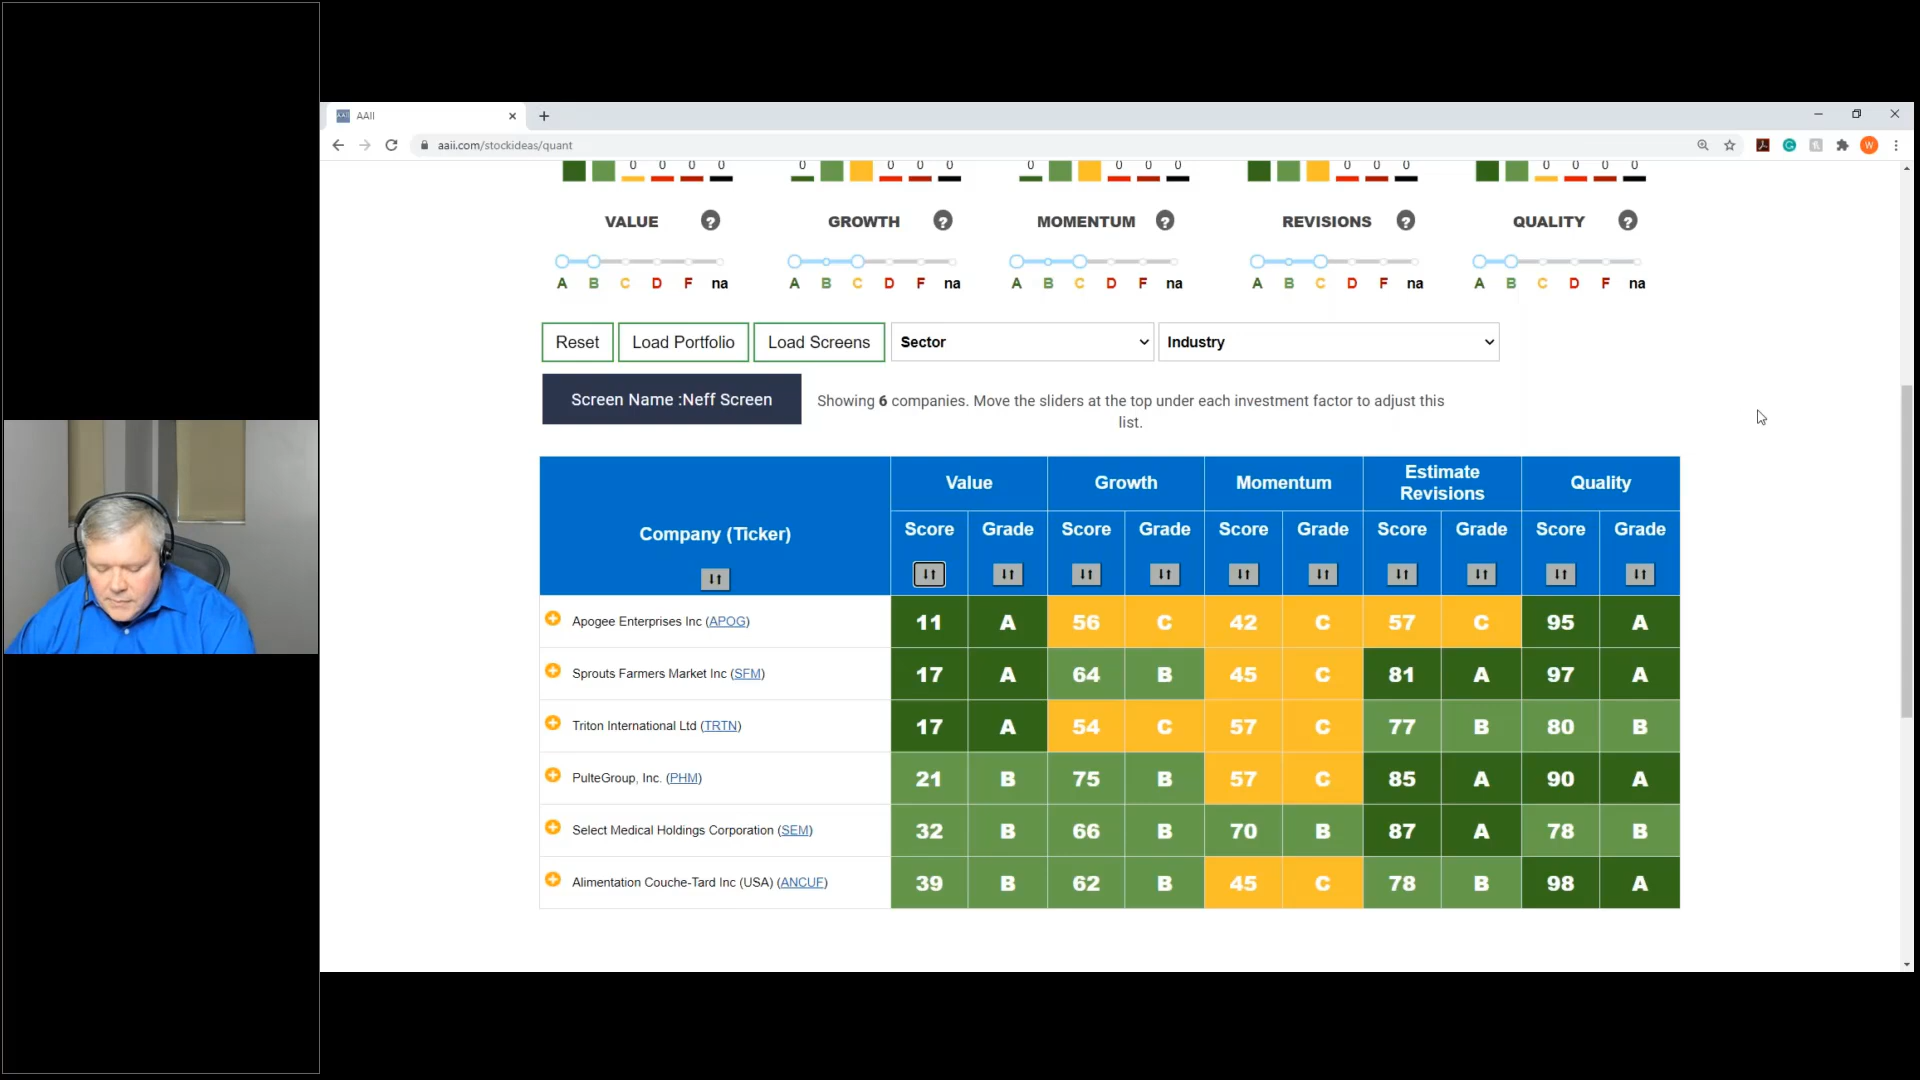 AAII
aaii.com/stockideas/quant
W
0 0 0 0 0 0 0 0 0 0 0 0 0 0 0 0 0 0 0 0
VALUE ? GROWTH ? MOMENTUM ? REVISIONS ? QUALITY ?
A B C D F na A B C D F na A B C D F na A B C D F na A B C D F na
Reset Load Portfolio Load Screens Sector Industry
Screen Name :Neff Screen
Showing 6 companies. Move the sliders at the top under each investment factor to adjust this
list.
Company (Ticker) Value Growth Momentum Estimate Revisions Quality
Score Grade Score Grade Score Grade Score Grade Score Grade
Apogee Enterprises Inc (APOG) 11 A 56 C 42 C 57 C 95 A
Sprouts Farmers Market Inc (SFM) 17 A 64 B 45 C 81 A 97 A
Triton International Ltd (TRTN) 17 A 54 C 57 C 77 B 80 B
PulteGroup, Inc. (PHM) 21 B 75 B 57 C 85 A 90 A
Select Medical Holdings Corporation (SEM) 32 B 66 B 70 B 87 A 78 B
Alimentation Couche-Tard Inc (USA) (ANCUF) 39 B 62 B 45 C 78 B 98 A